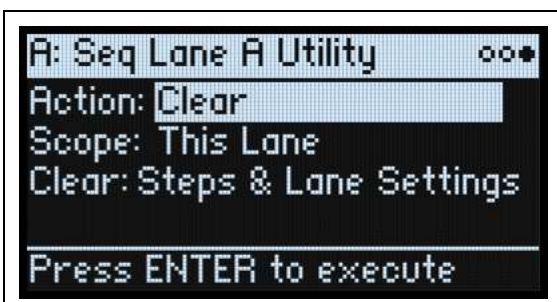 A: Seq Lane A Utility
Action: Clear
Scope: This Lane
Clear: Steps & Lane Settings
Press ENTER to execute